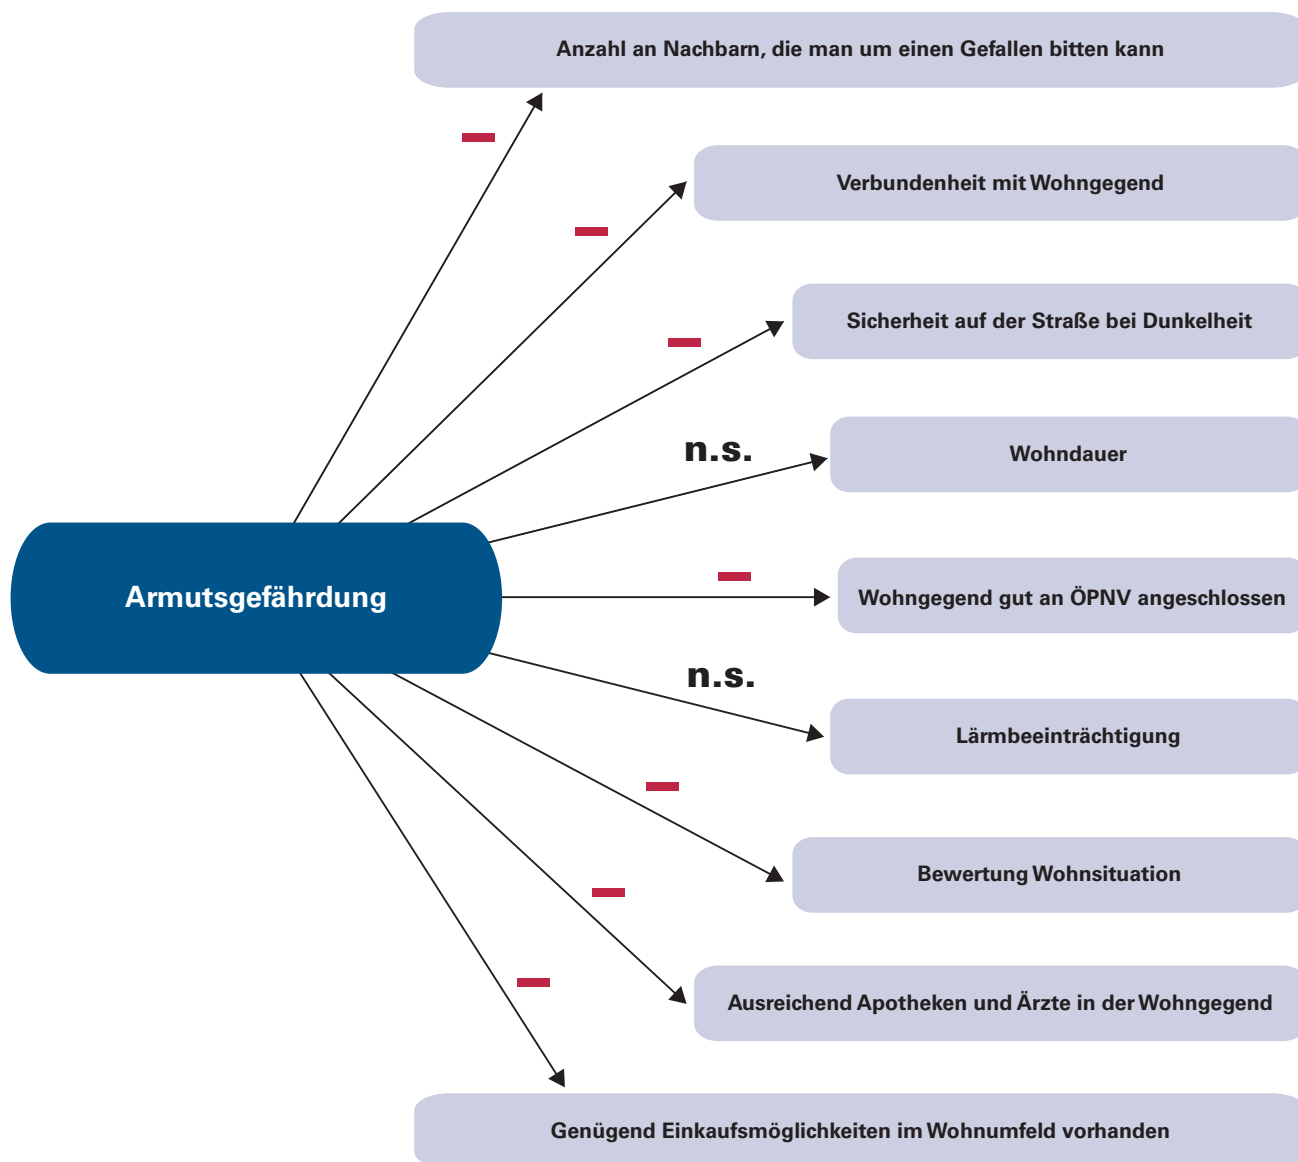 Anzahl an Nachbarn, die man um einen Gefallen bitten kann
Verbundenheit mit Wohngegend
Sicherheit auf der Straße bei Dunkelheit
n.s.
Wohndauer
Armutsgefährdung
Wohngegend gut an ÖPNV angeschlossen
n.s.
Lärmbeeinträchtigung
Bewertung Wohnsituation
Ausreichend Apotheken und Ärzte in der Wohngegend
Genügend Einkaufsmöglichkeiten im Wohnumfeld vorhanden